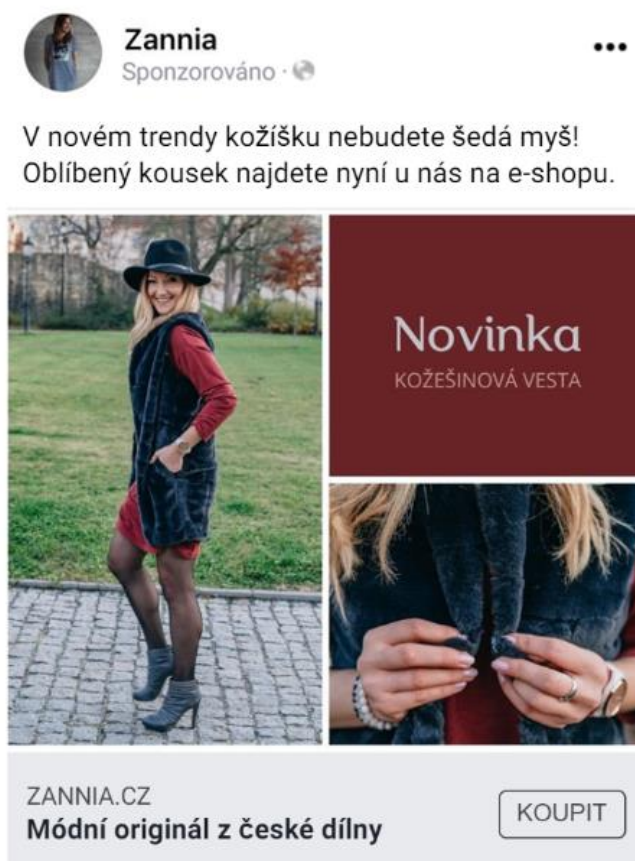 Zannia
Sponzorováno ·
V novém trendy kožíšku nebudete šedá myš!
Oblíbený kousek najdete nyní u nás na e-shopu.
Novinka
KOŽEŠINOVÁ VESTA
ZANNIA.CZ
Módní originál z české dílny
KOUPIT